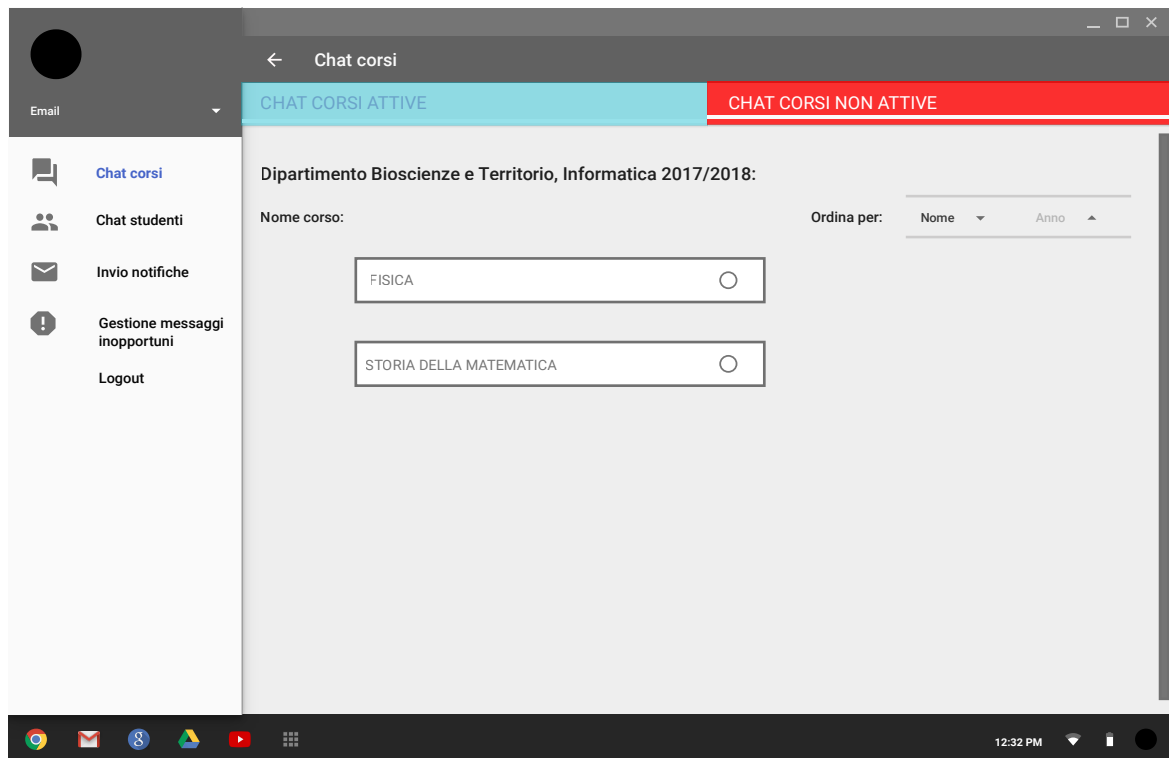 Chat corsi
Email
CHAT CORSI ATTIVE
CHAT CORSI NON ATTIVE
Chat corsi
Chat studenti
Invio notifiche
Gestione messaggi
inopportuni
Logout
Dipartimento Bioscienze e Territorio, Informatica 2017/2018:
Nome corso:
Ordina per:
Nome
Anno
FISICA
STORIA DELLA MATEMATICA
8
12:32 PM